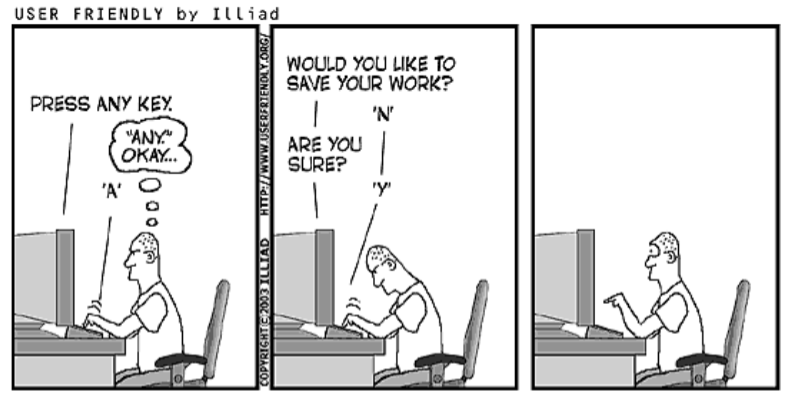 USER FRIENDLY by Illiad
PRESS ANY KEY.
"ANY."
OKAY...
'A'
HTTP://WWW.USERFRIENDLY.ORG/
COPYRIGHT © 2003 ILLIAD
WOULD YOU LIKE TO
SAVE YOUR WORK?
'N'
ARE YOU
SURE?
'Y'